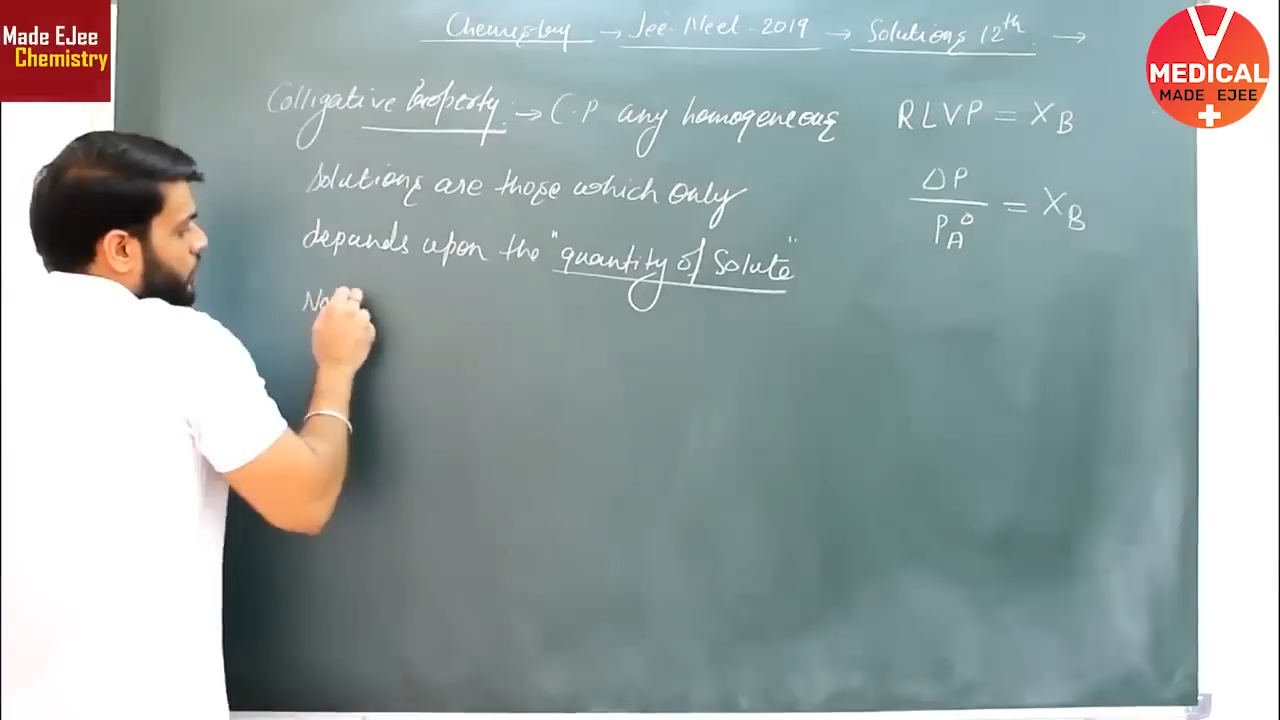 Made EJee
Chemistry
Chemistry → Jee-Neet-2019 → Solutions 12th →
V
MEDICAL
MADE EJEE
Colligative Property :→ C.P any homogeneous
Solutions are those which only
depends upon the "quantity of Solute"
No
RLVP = XB
ΔP
PA° = XB